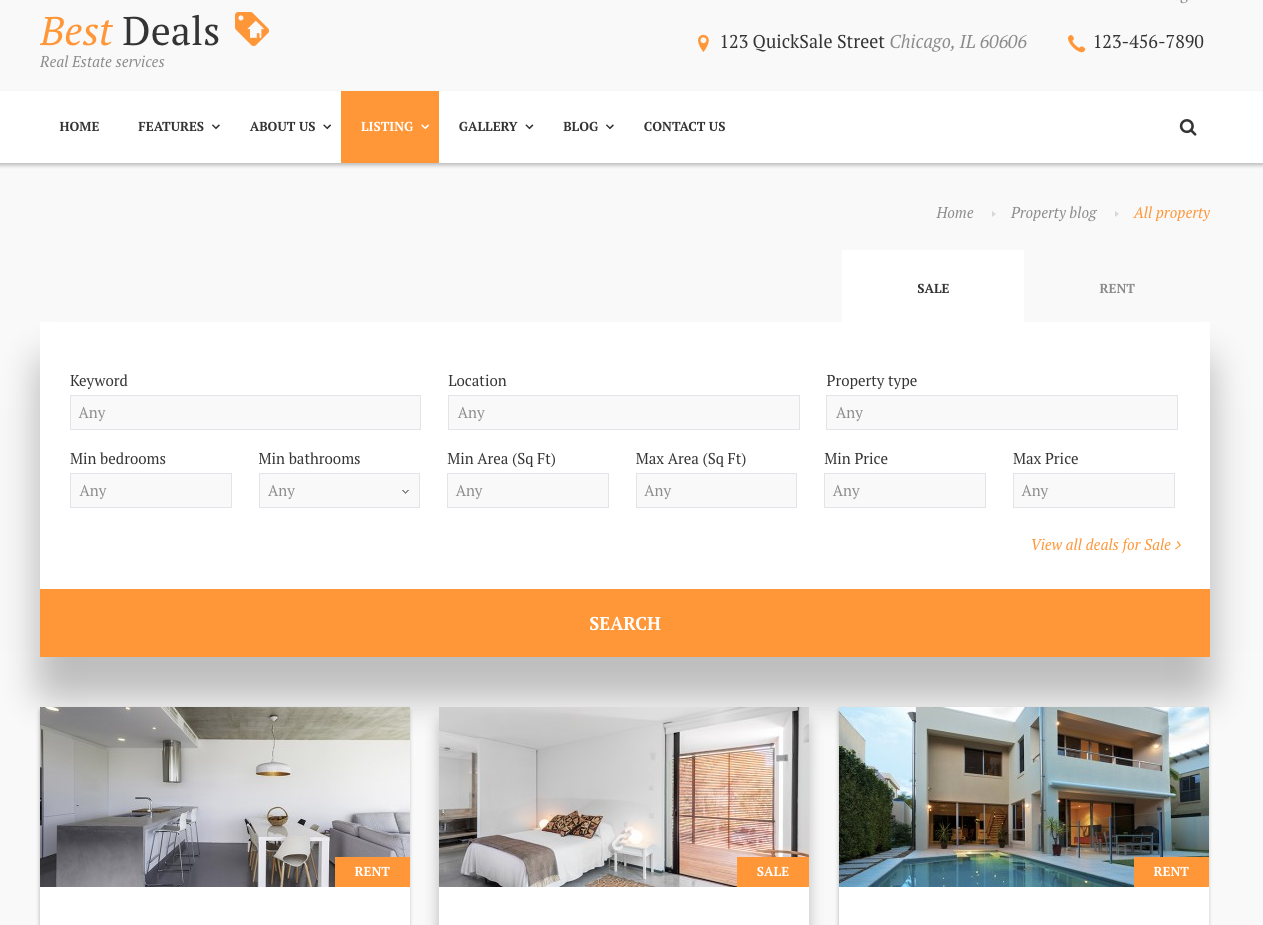 Best Deals
Real Estate services
123 QuickSale Street Chicago, IL 60606
123-456-7890
HOME FEATURES ABOUT US LISTING GALLERY BLOG CONTACT US
Home Property blog All property
SALE RENT
Keyword Location Property type
Any Any Any
Min bedrooms Min bathrooms Min Area (Sq Ft) Max Area (Sq Ft) Min Price Max Price
Any Any Any Any Any Any
View all deals for Sale
SEARCH
RENT SALE RENT